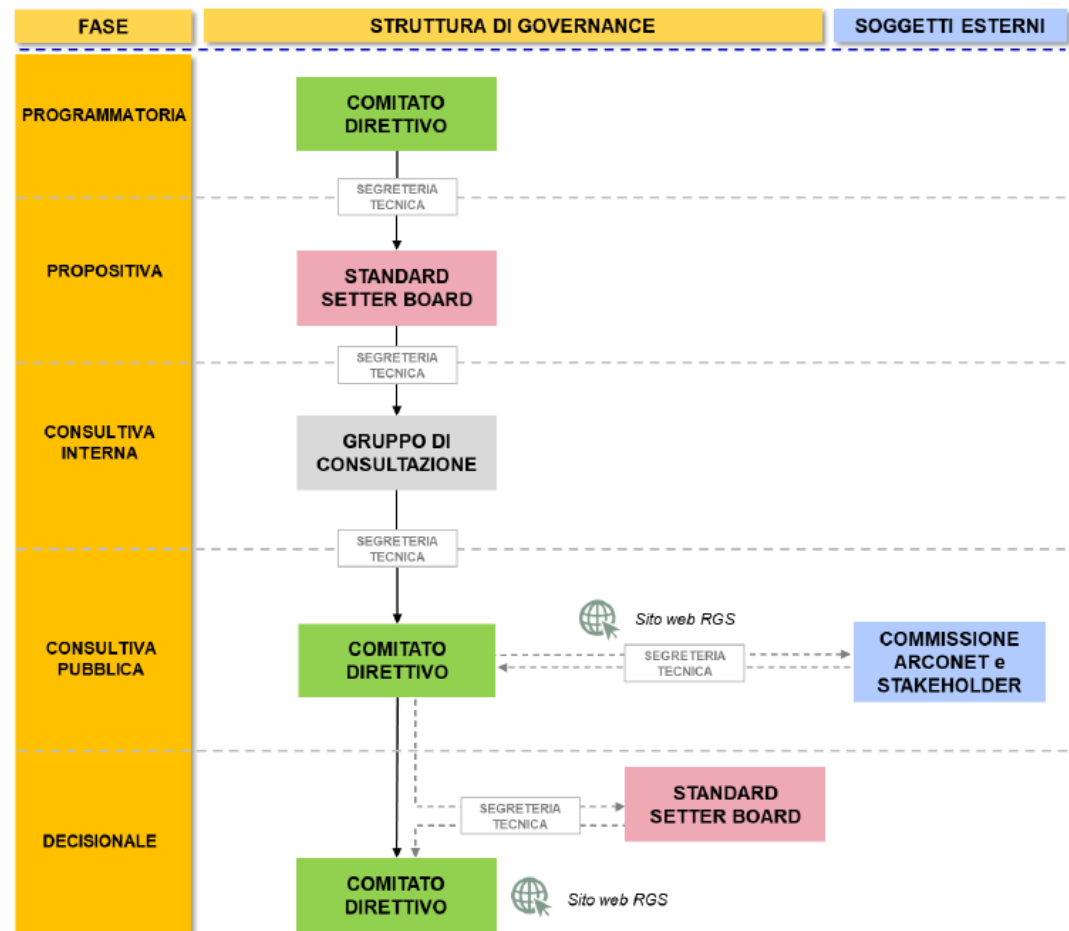 FASE
STRUTTURA DI GOVERNANCE
SOGGETTI ESTERNI
PROGRAMMATORIA
COMITATO
DIRETTIVO
SEGRETERIA
TECNICA
PROPOSITIVA
STANDARD
SETTER BOARD
SEGRETERIA
TECNICA
CONSULTIVA
INTERNA
GRUPPO DI
CONSULTAZIONE
SEGRETERIA
TECNICA
CONSULTIVA
PUBBLICA
COMITATO
DIRETTIVO
Sito web RGS
SEGRETERIA
TECNICA
COMMISSIONE
ARCONET e
STAKEHOLDER
DECISIONALE
SEGRETERIA
TECNICA
STANDARD
SETTER BOARD
COMITATO
DIRETTIVO
Sito web RGS